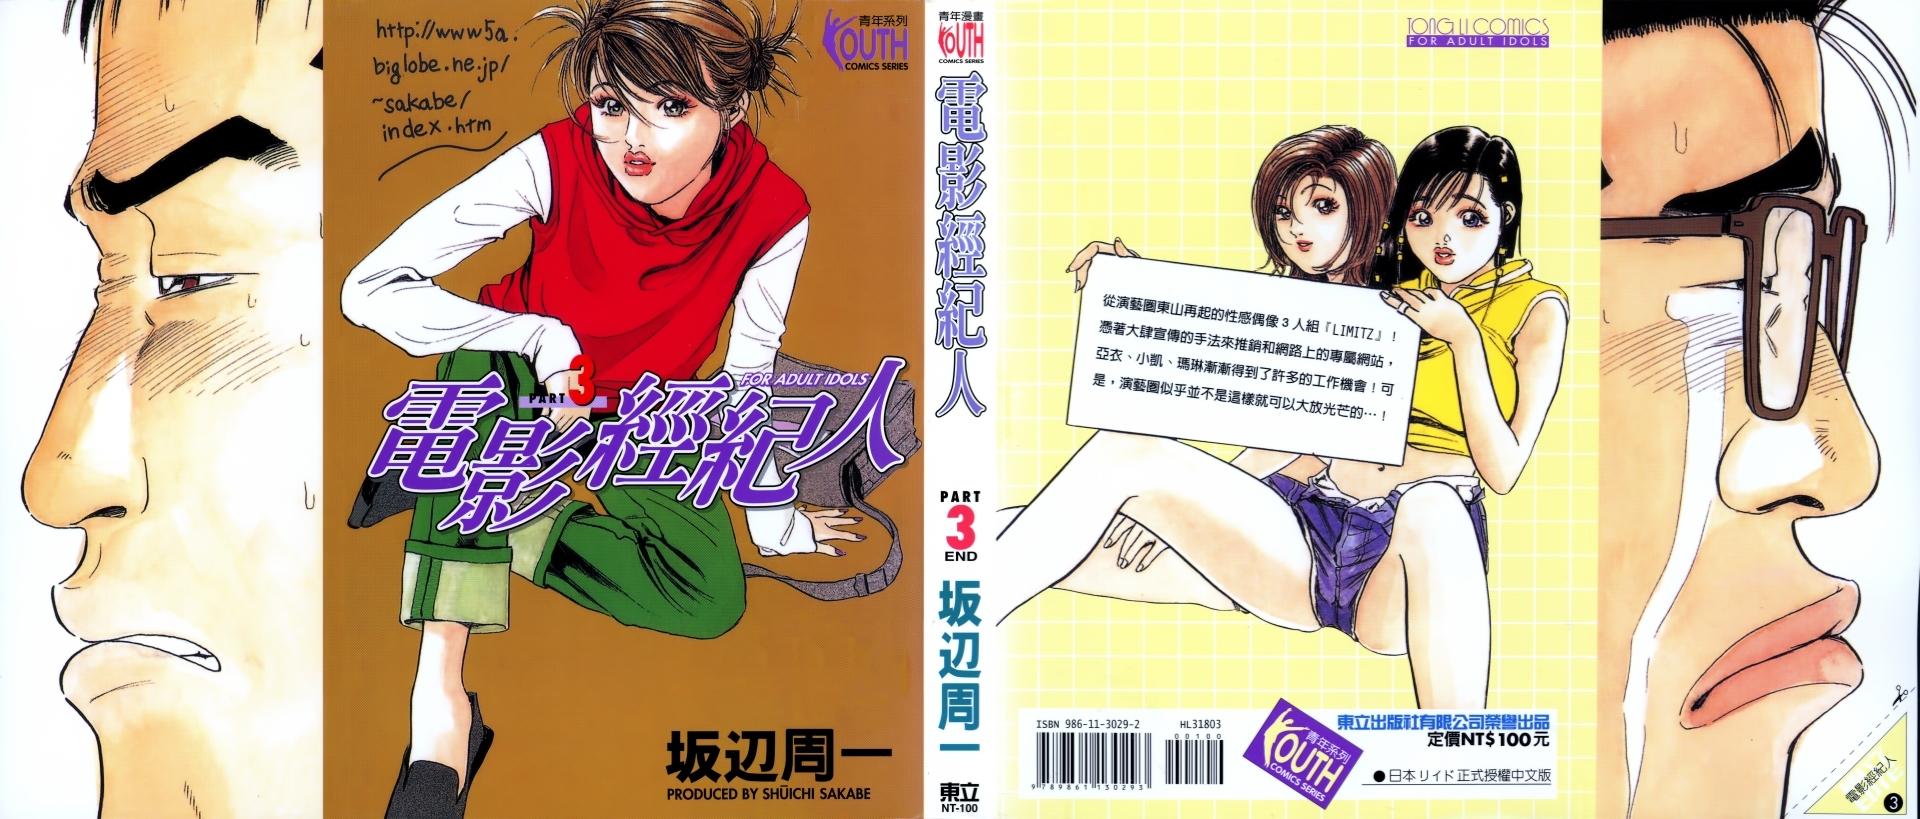 http://www5a.
biglobe.ne.jp/
~sakabe/
index.htm
青年系列
YOUTH
COMICS SERIES
PART 3
FOR ADULT IDOLS
電影經紀人
坂辺周一
PRODUCED BY SHŪICHI SAKABE
青年漫畫
YOUTH
COMICS SERIES
電影經紀人
PART
3
END
坂辺周一
東立
NT-100
TONG LI COMICS
FOR ADULT IDOLS
從演藝圈東山再起的性感偶像3人組『LIMITZ』!
憑著大肆宣傳的手法來推銷和網路上的專屬網站,
亞衣、小凱、瑪琳漸漸得到了許多的工作機會!可
是,演藝圈似乎並不是這樣就可以大放光芒的…!
ISBN 986-11-3029-2
HL31803
00100
9 789861 130293
青年系列
YOUTH
COMICS SERIES
東立出版社有限公司榮譽出品
定價NT$100元
●日本リイド正式授權中文版
電影經紀人
3